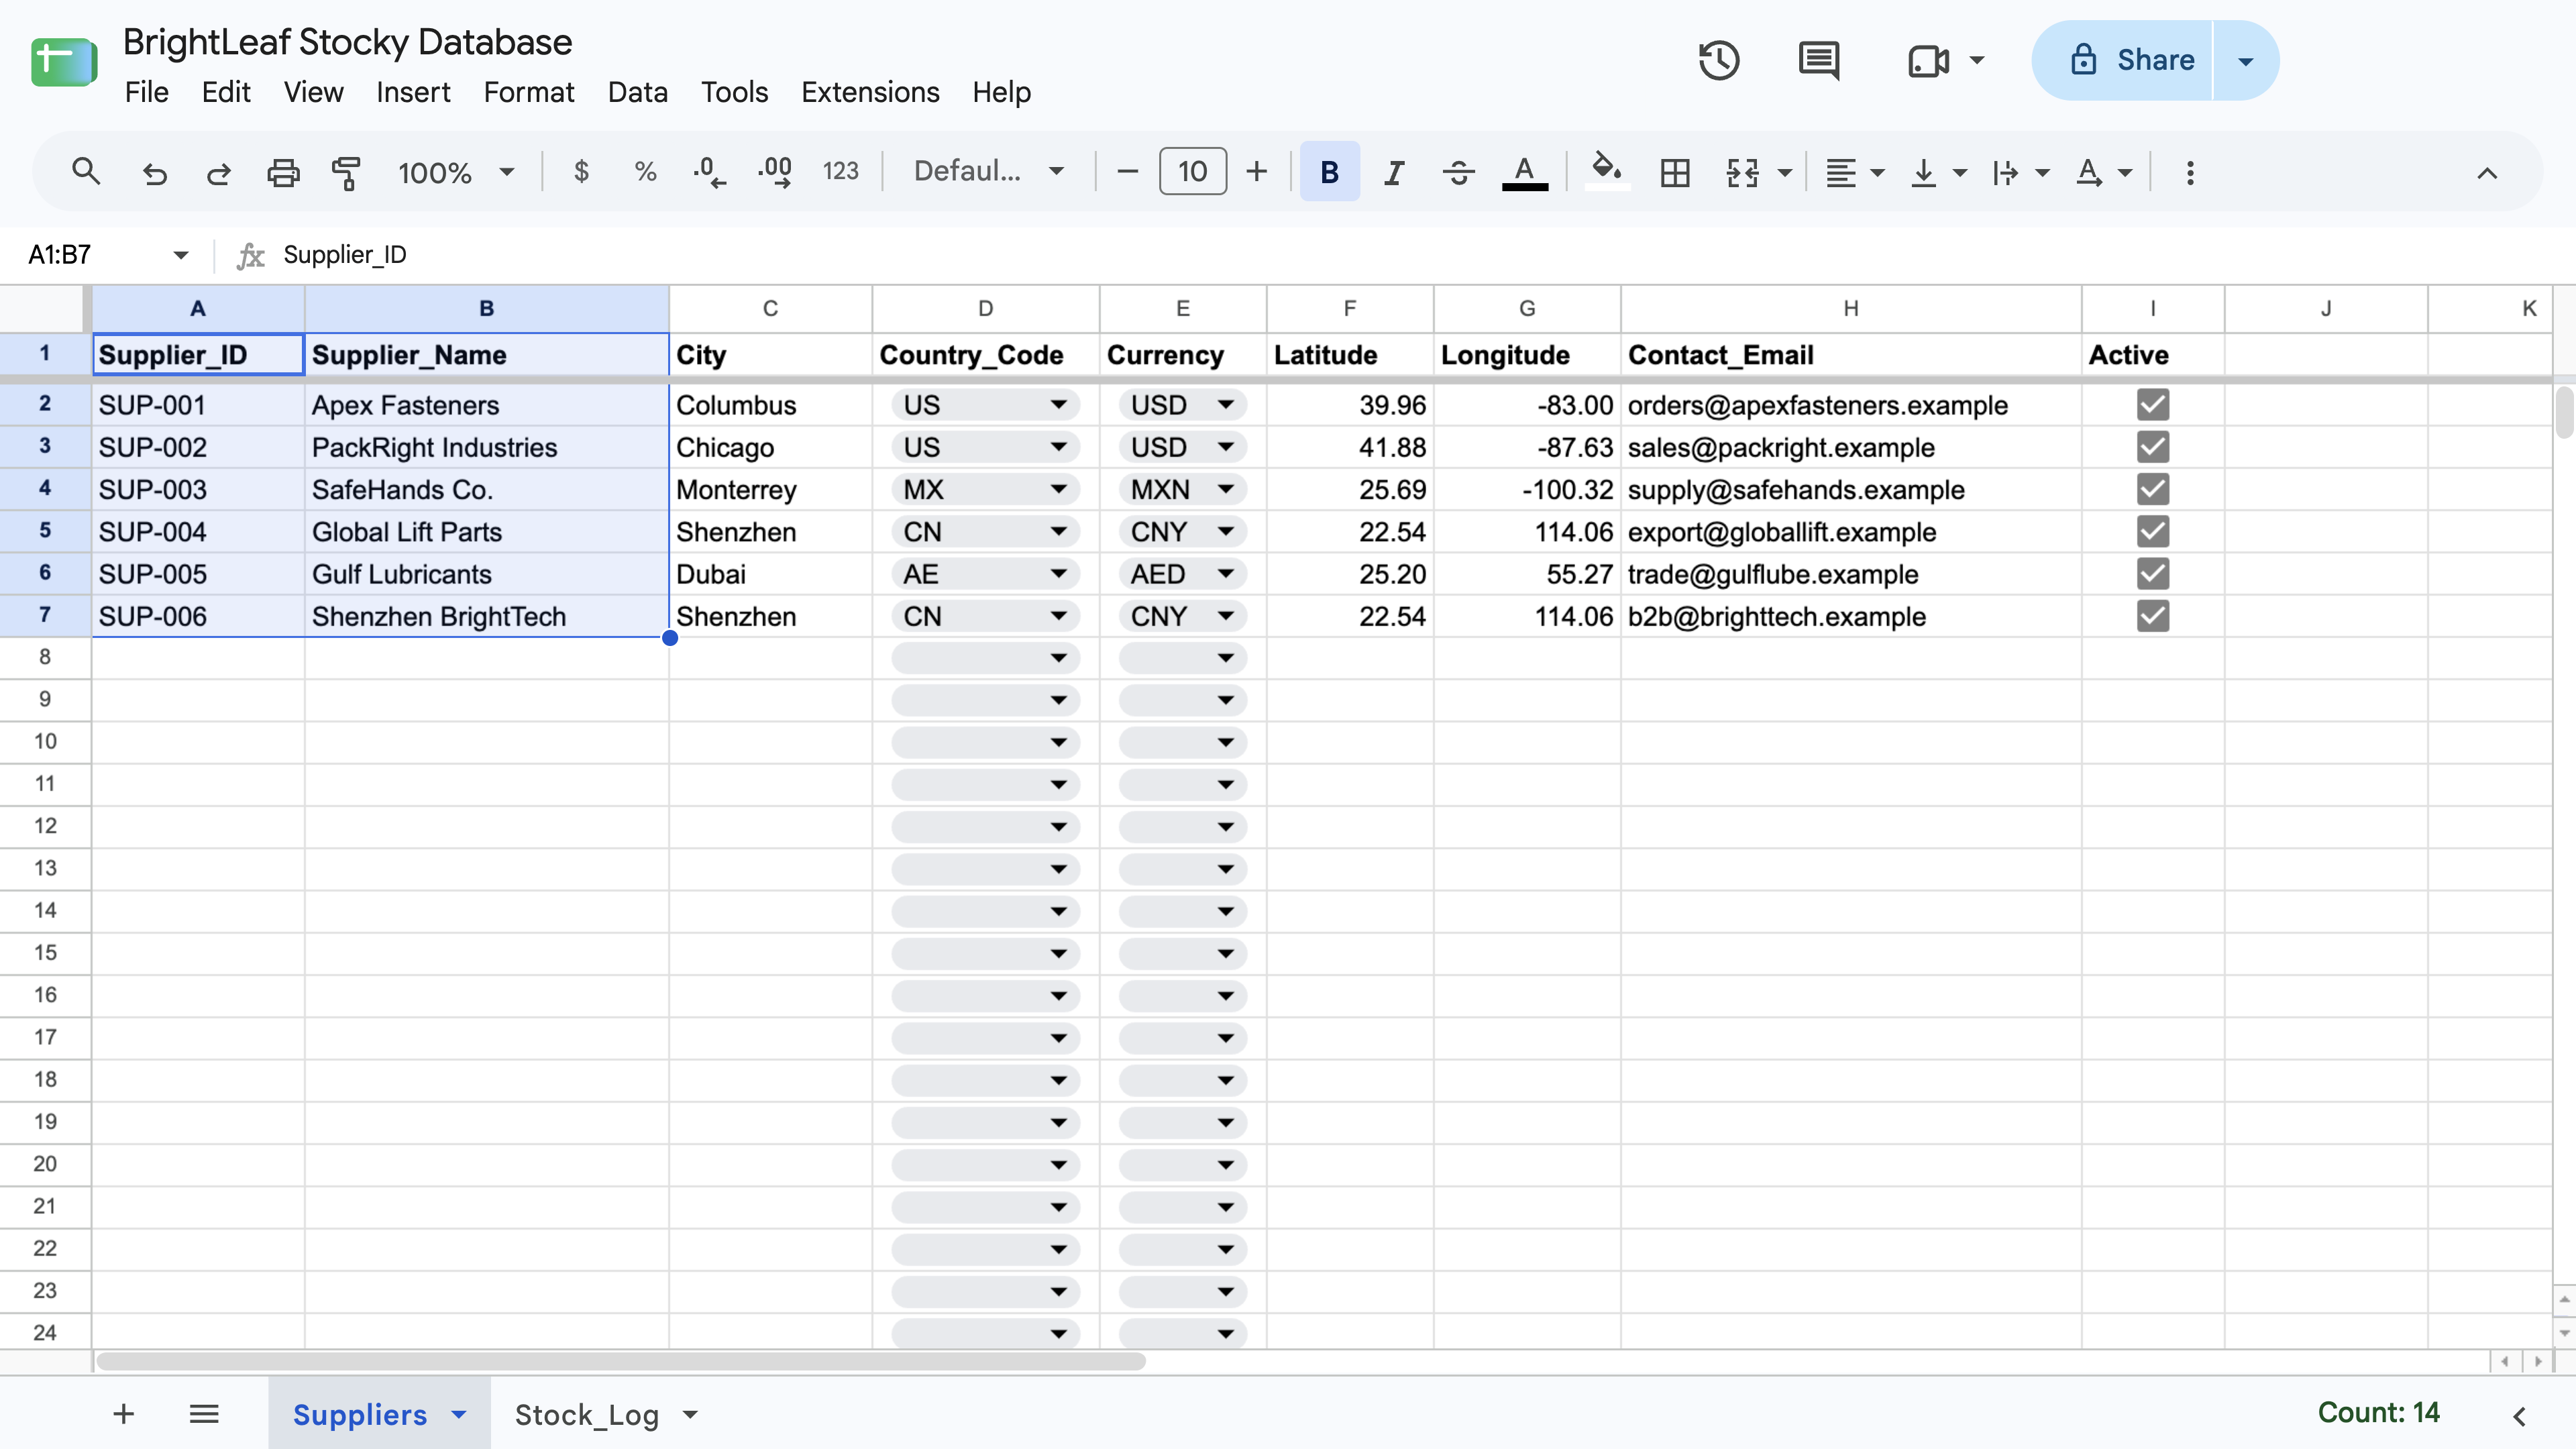 BrightLeaf Stocky Database
File Edit View Insert Format Data Tools Extensions Help
Share
100% $ % .0 .00 123 Defaul... 10 B I S A A
A1:B7 fx Supplier_ID
A B C D E F G H I J K
1 Supplier_ID Supplier_Name City Country_Code Currency Latitude Longitude Contact_Email Active
2 SUP-001 Apex Fasteners Columbus US USD 39.96 -83.00 orders@apexfasteners.example
3 SUP-002 PackRight Industries Chicago US USD 41.88 -87.63 sales@packright.example
4 SUP-003 SafeHands Co. Monterrey MX MXN 25.69 -100.32 supply@safehands.example
5 SUP-004 Global Lift Parts Shenzhen CN CNY 22.54 114.06 export@globallift.example
6 SUP-005 Gulf Lubricants Dubai AE AED 25.20 55.27 trade@gulflube.example
7 SUP-006 Shenzhen BrightTech Shenzhen CN CNY 22.54 114.06 b2b@brighttech.example
8
9
10
11
12
13
14
15
16
17
18
19
20
21
22
23
24
Suppliers Stock_Log Count: 14